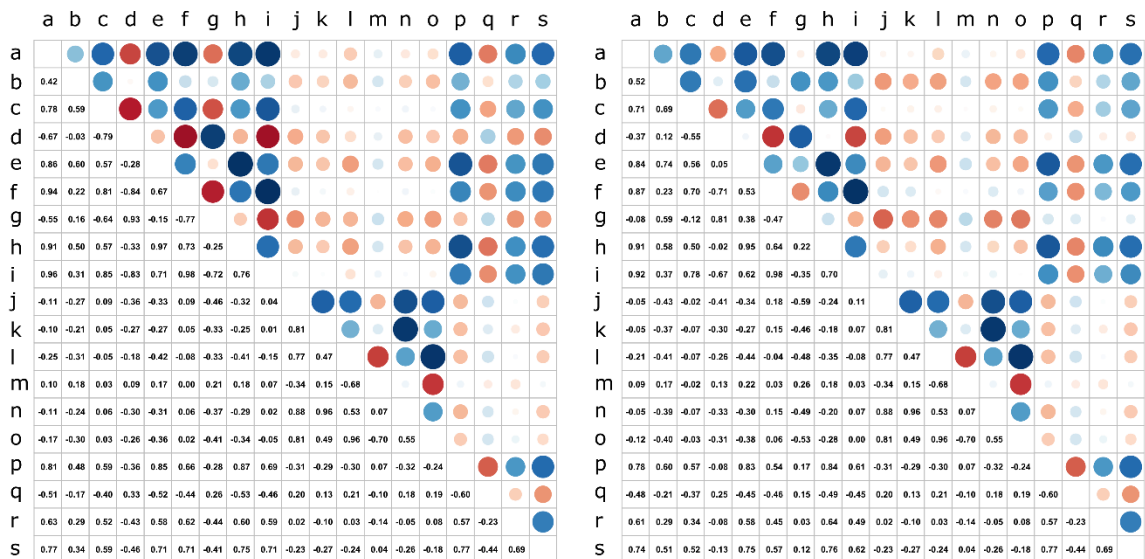 a b c d e f g h i j k l m n o p q r s
a
b 0.42
c 0.78 0.59
d -0.67 -0.03 -0.79
e 0.86 0.60 0.57 -0.28
f 0.94 0.22 0.81 -0.84 0.67
g -0.55 0.16 -0.64 0.93 -0.15 -0.77
h 0.91 0.50 0.57 -0.33 0.97 0.73 -0.25
i 0.96 0.31 0.85 -0.83 0.71 0.98 -0.72 0.76
j -0.11 -0.27 0.09 -0.36 -0.33 0.09 -0.46 -0.32 0.04
k -0.10 -0.21 0.05 -0.27 -0.27 0.05 -0.33 -0.25 0.01 0.81
l -0.25 -0.31 -0.05 -0.18 -0.42 -0.08 -0.33 -0.41 -0.15 0.77 0.47
m 0.10 0.18 0.03 0.09 0.17 0.00 0.21 0.18 0.07 -0.34 0.15 -0.68
n -0.11 -0.24 0.06 -0.30 -0.31 0.06 -0.37 -0.29 0.02 0.88 0.96 0.53 0.07
o -0.17 -0.30 0.03 -0.26 -0.36 0.02 -0.41 -0.34 -0.05 0.81 0.49 0.96 -0.70 0.55
p 0.81 0.48 0.59 -0.36 0.85 0.66 -0.28 0.87 0.69 -0.31 -0.29 -0.30 0.07 -0.32 -0.24
q -0.51 -0.17 -0.40 0.33 -0.52 -0.44 0.26 -0.53 -0.46 0.20 0.13 0.21 -0.10 0.18 0.19 -0.60
r 0.63 0.29 0.52 -0.43 0.58 0.62 -0.44 0.60 0.59 0.02 -0.10 0.03 -0.14 -0.05 0.08 0.57 -0.23
s 0.77 0.34 0.59 -0.46 0.71 0.71 -0.41 0.75 0.71 -0.23 -0.27 -0.24 0.04 -0.26 -0.18 0.77 -0.44 0.69
a b c d e f g h i j k l m n o p q r s
a
b 0.52
c 0.71 0.69
d -0.37 0.12 -0.55
e 0.84 0.74 0.56 0.05
f 0.87 0.23 0.70 -0.71 0.53
g -0.08 0.59 -0.12 0.81 0.38 -0.47
h 0.91 0.58 0.50 -0.02 0.95 0.64 0.22
i 0.92 0.37 0.78 -0.67 0.62 0.98 -0.35 0.70
j -0.05 -0.43 -0.02 -0.41 -0.34 0.18 -0.59 -0.24 0.11
k -0.05 -0.37 -0.07 -0.30 -0.27 0.15 -0.46 -0.18 0.07 0.81
l -0.21 -0.41 -0.07 -0.26 -0.44 -0.04 -0.48 -0.35 -0.08 0.77 0.47
m 0.09 0.17 -0.02 0.13 0.22 0.03 0.26 0.18 0.03 -0.34 0.15 -0.68
n -0.05 -0.39 -0.07 -0.33 -0.30 0.15 -0.49 -0.20 0.07 0.88 0.96 0.53 0.07
o -0.12 -0.40 -0.03 -0.31 -0.38 0.06 -0.53 -0.28 0.00 0.81 0.49 0.96 -0.70 0.55
p 0.78 0.60 0.57 -0.08 0.83 0.54 0.17 0.84 0.61 -0.31 -0.29 -0.30 0.07 -0.32 -0.24
q -0.48 -0.21 -0.37 0.25 -0.45 -0.46 0.15 -0.49 -0.45 0.20 0.13 0.21 -0.10 0.18 0.19 -0.60
r 0.61 0.29 0.34 -0.08 0.58 0.45 0.03 0.64 0.49 0.02 -0.10 0.03 -0.14 -0.05 0.08 0.57 -0.23
s 0.74 0.51 0.52 -0.13 0.75 0.57 0.12 0.76 0.62 -0.23 -0.27 -0.24 0.04 -0.26 -0.18 0.77 -0.44 0.69